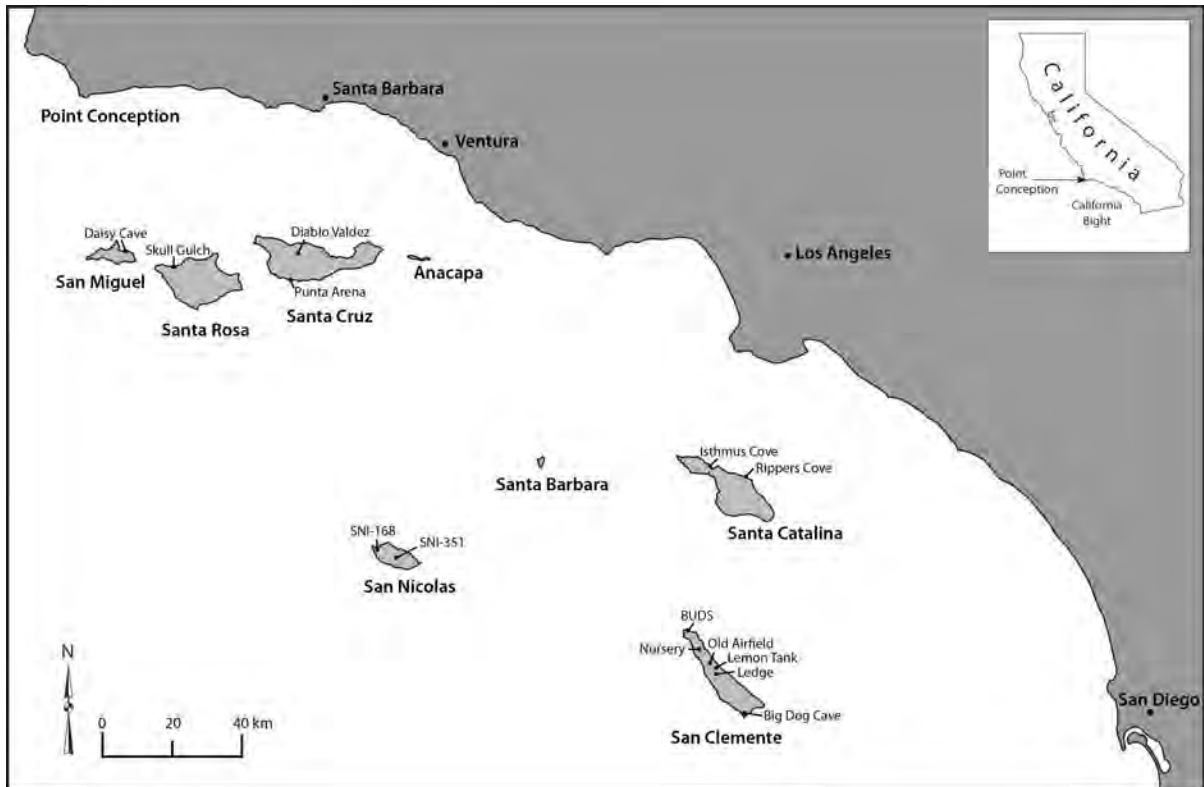 Santa Barbara
Point Conception
Ventura
California
Point
Conception
California
Bight
Daisy Cave
Skull Gulch
Diablo Valdez
Los Angeles
San Miguel
Anacapa
Punta Arena
Santa Rosa
Santa Cruz
Isthmus Cove
Rippers Cove
Santa Barbara
Santa Catalina
SNI-168
SNI-351
San Nicolas
BUDS
Nursery
Old Airfield
Lemon Tank
Ledge
Big Dog Cave
San Clemente
San Diego
N
0 20 40 km